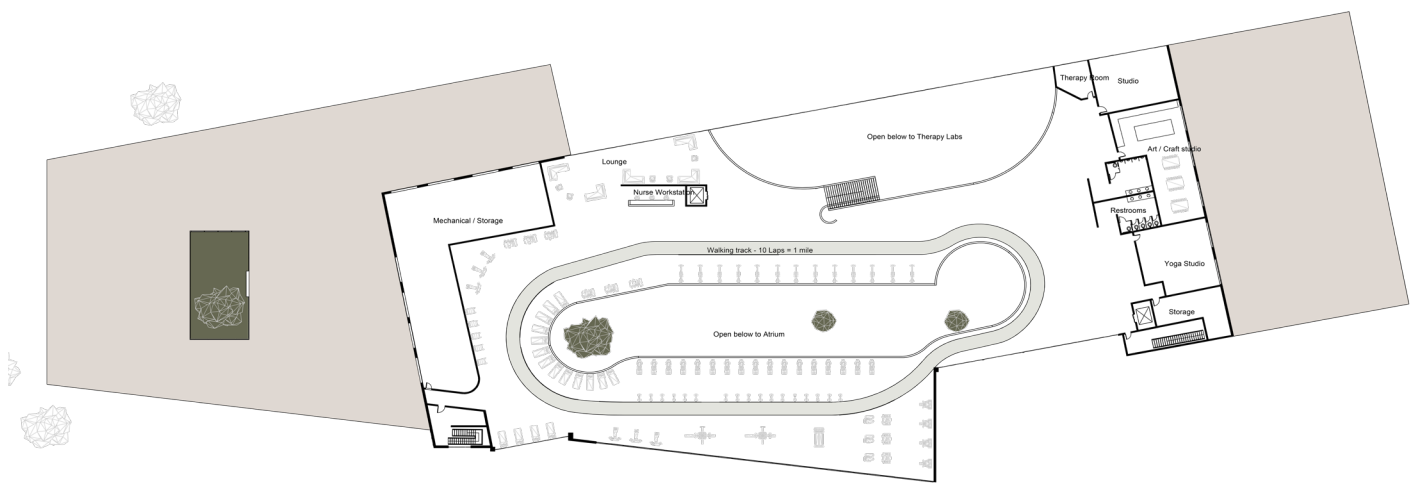 Therapy Room
Studio
Open below to Therapy Labs
Art / Craft studio
Lounge
Nurse Workstation
Restrooms
Mechanical / Storage
Walking track - 10 Laps = 1 mile
Yoga Studio
Storage
Open below to Atrium